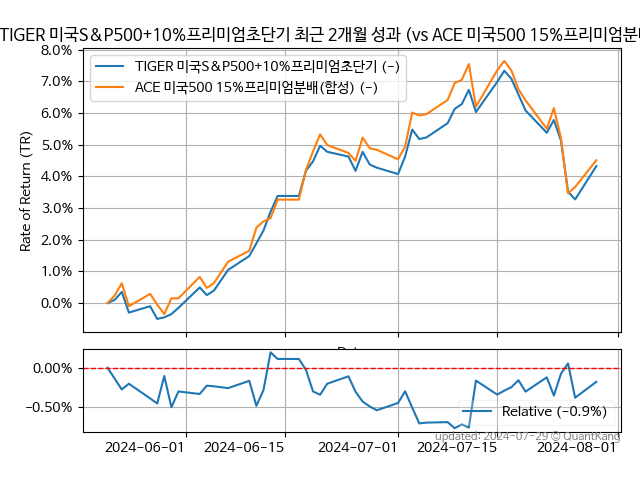 TIGER 미국S&P500+10%프리미엄초단기 최근 2개월 성과 (vs ACE 미국500 15%프리미엄분배
8.0%
7.0%
6.0%
5.0%
4.0%
3.0%
2.0%
1.0%
0.0%
Rate of Return (TR)
TIGER 미국S&P500+10%프리미엄초단기 (-)
ACE 미국500 15%프리미엄분배(합성) (-)
0.00%
−0.50%
Relative (−0.9%)
updated: 2024-07-29 © QuantKang
2024-06-01
2024-06-15
2024-07-01
2024-07-15
2024-08-01